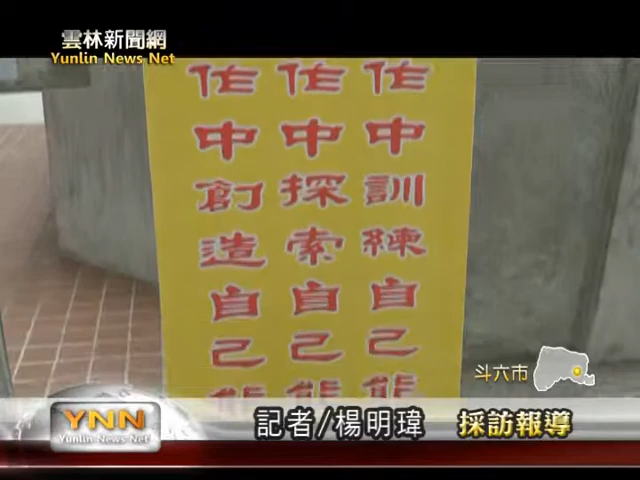 雲林新聞網
Yunlin News Net
作中訓練自己能
作中探索自己能
作中創造自己能
斗六市
YNN
Yunlin News Net
記者/楊明瑋 採訪報導